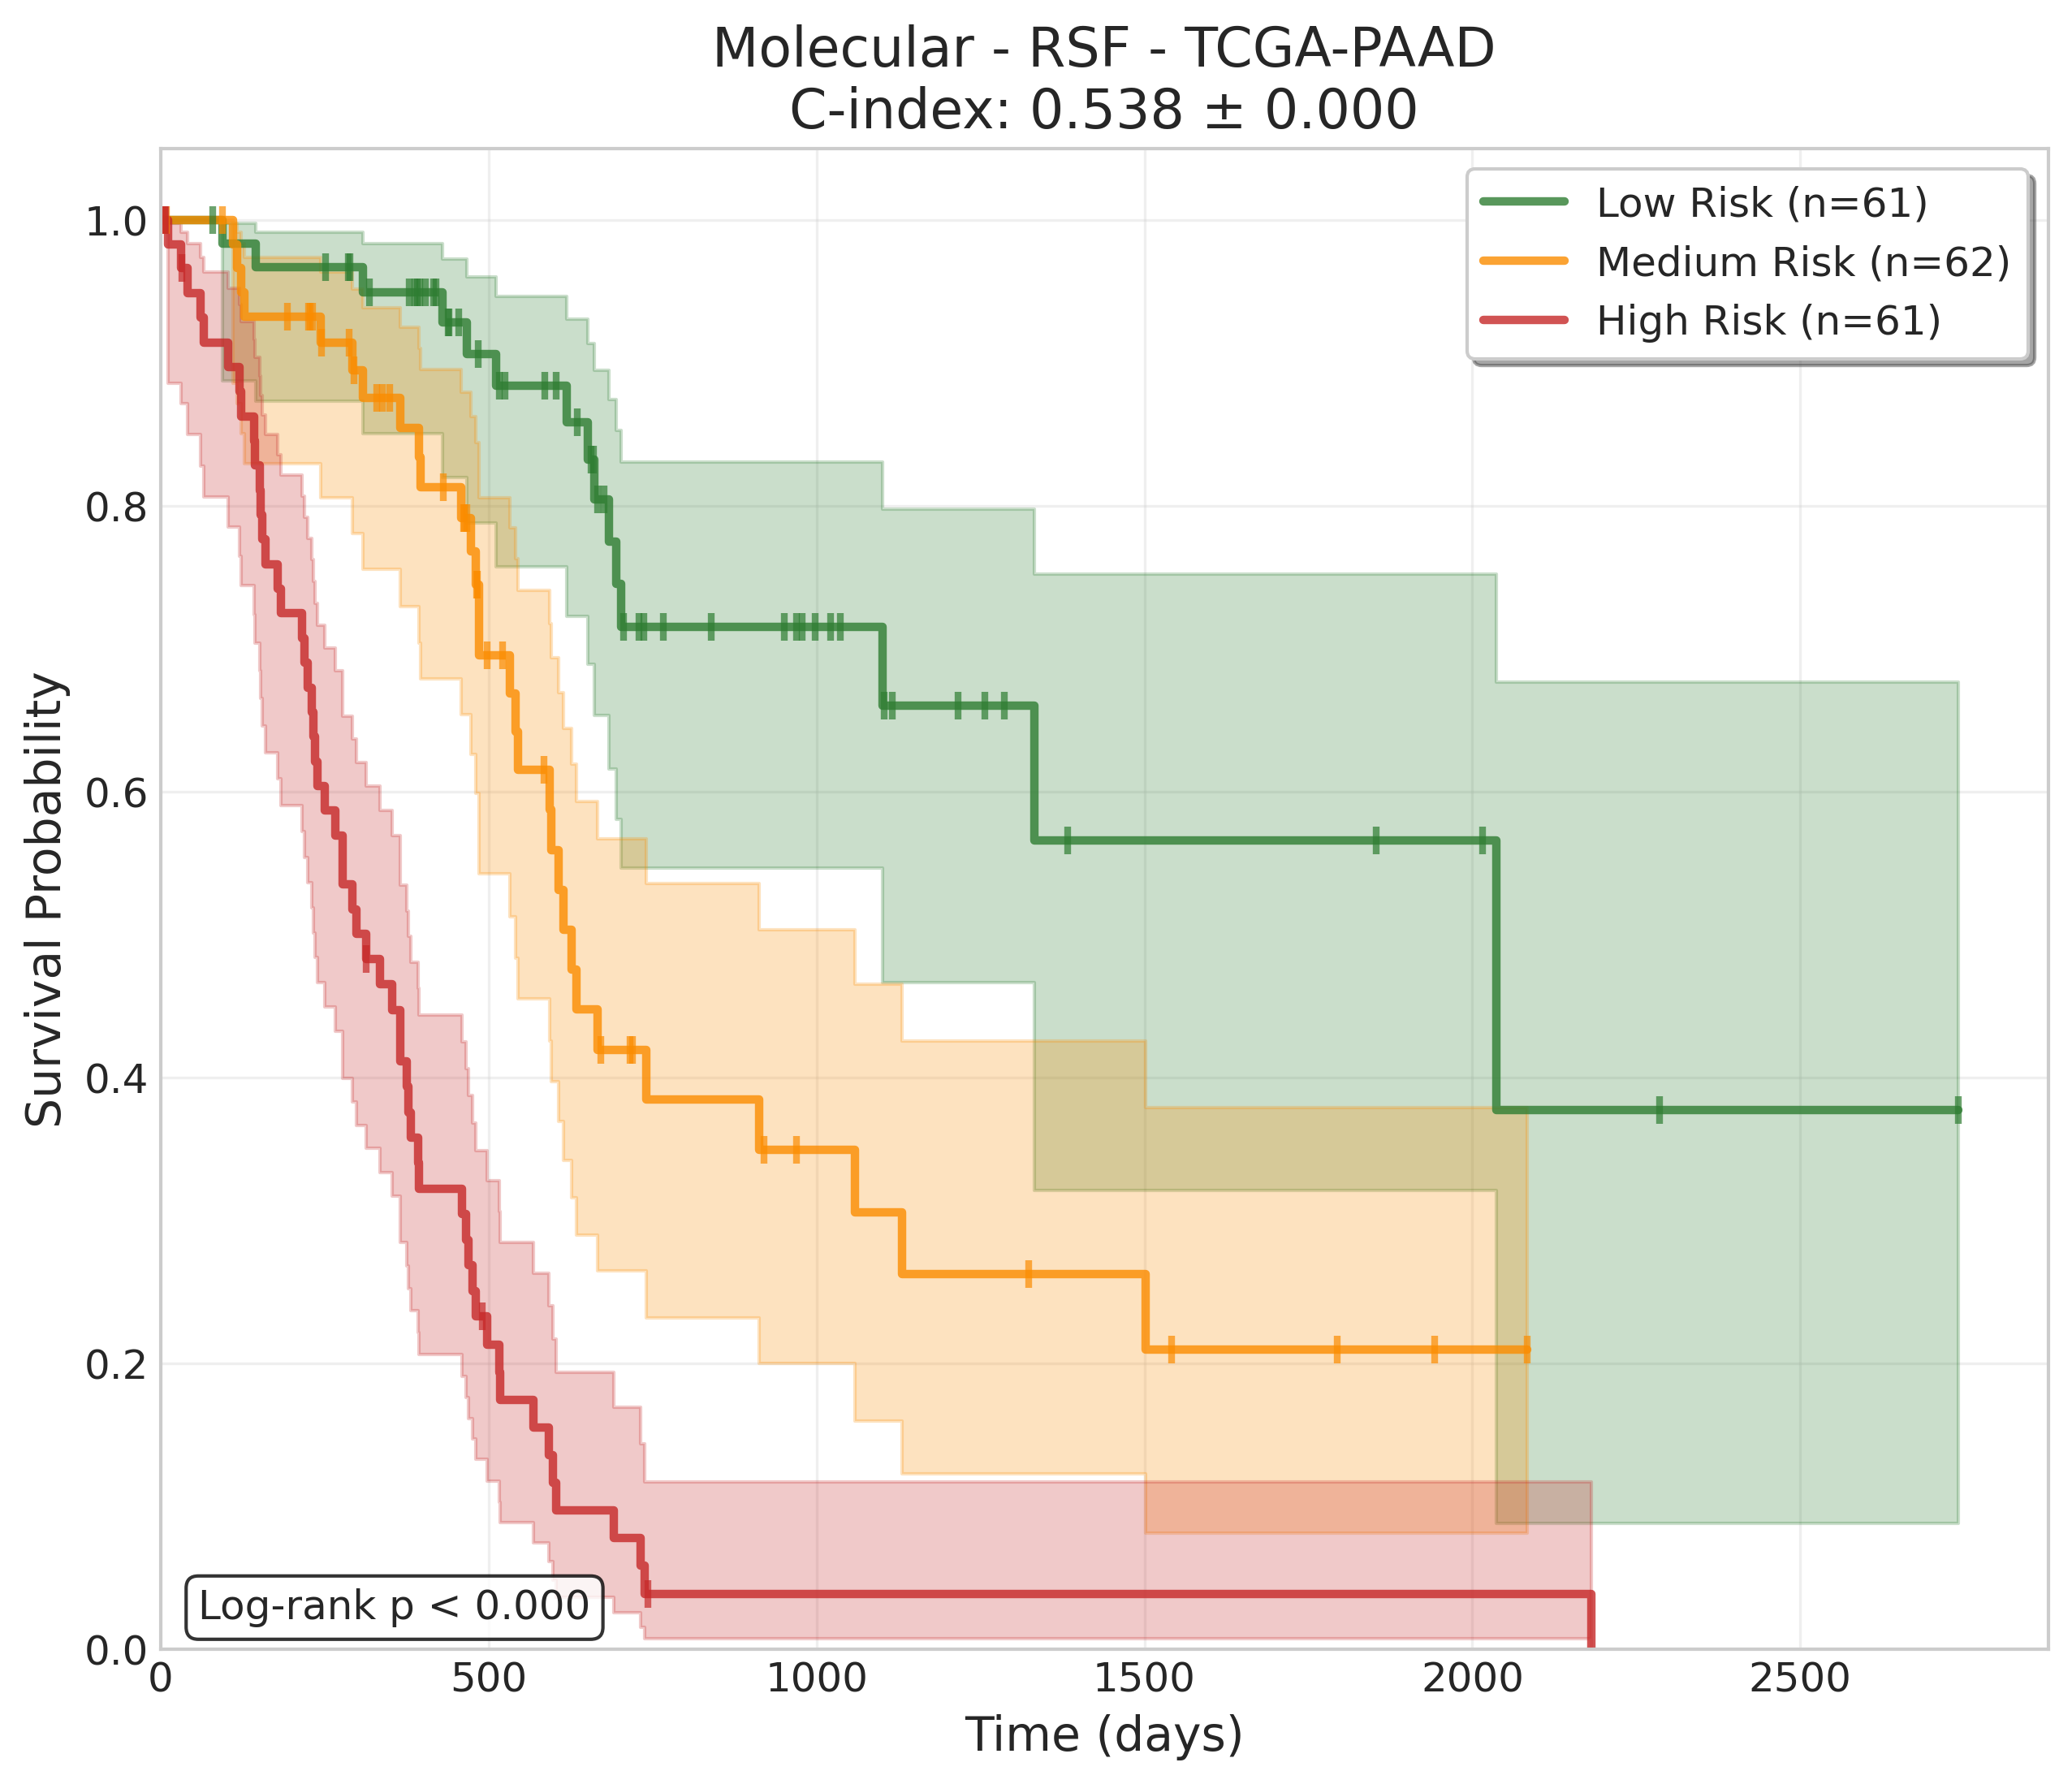 Molecular - RSF - TCGA-PAAD
C-index: 0.538 ± 0.000
Low Risk (n=61)
Medium Risk (n=62)
High Risk (n=61)
Survival Probability
1.0
0.8
0.6
0.4
0.2
0.0
Log-rank p < 0.000
0
500
1000
1500
2000
2500
Time (days)